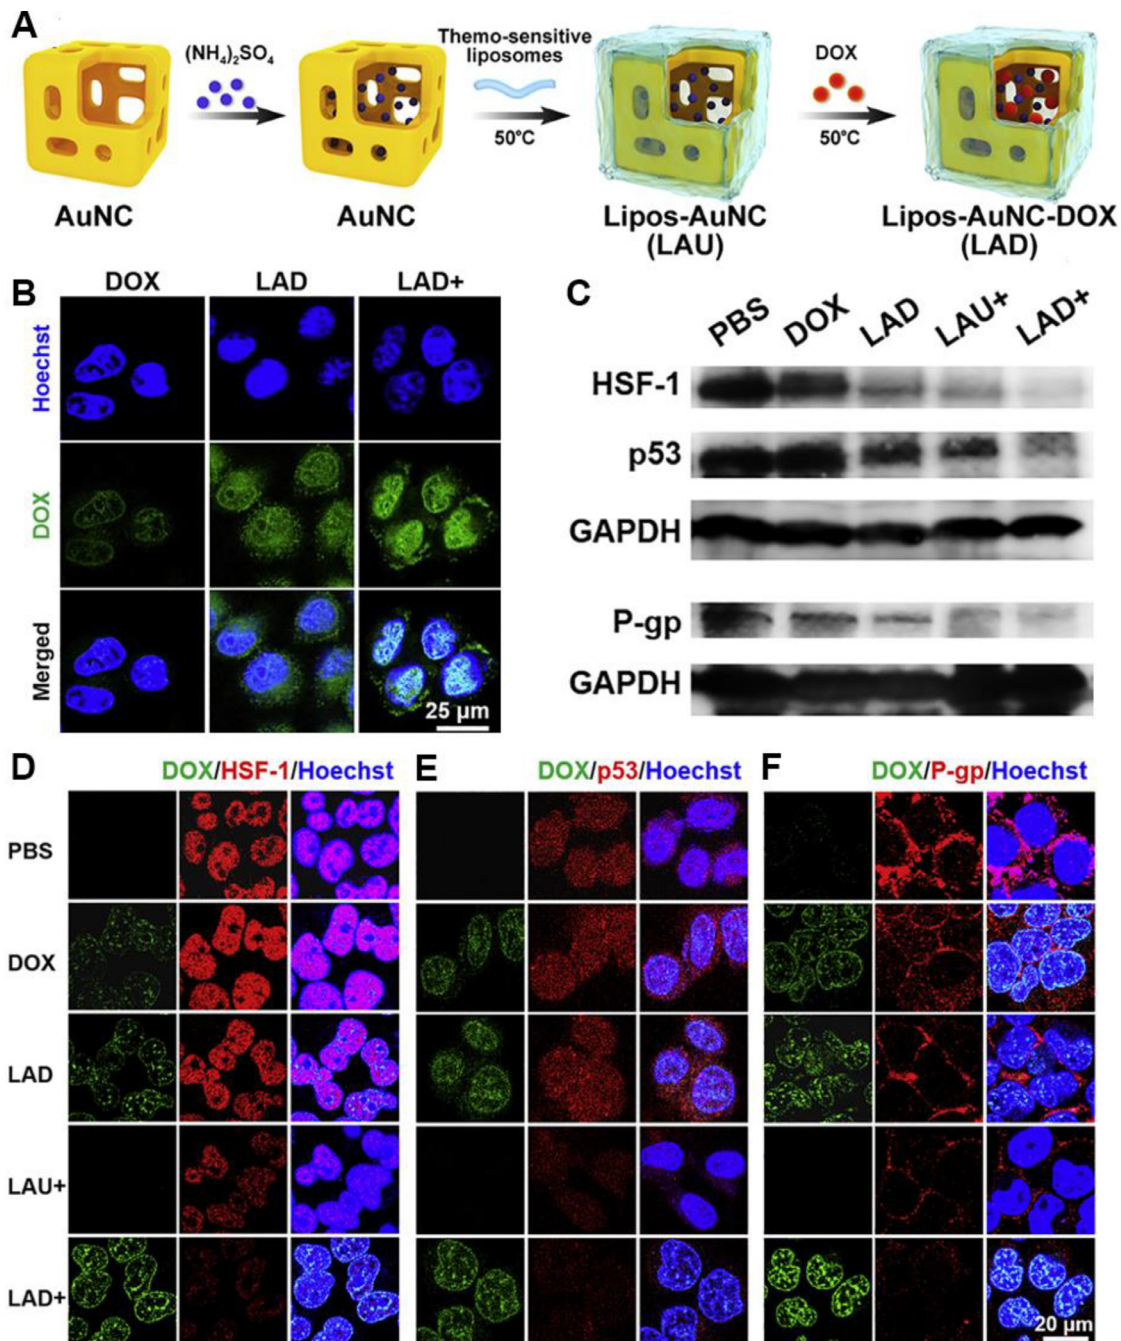 A
(NH4)2SO4
Themo-sensitive
liposomes
DOX
50°C
50°C
AuNC
AuNC
Lipos-AuNC
(LAU)
Lipos-AuNC-DOX
(LAD)
B
DOX LAD LAD+
Hoechst
DOX
Merged
25 µm
C
PBS DOX LAD LAU+ LAD+
HSF-1
p53
GAPDH
P-gp
GAPDH
D DOX/HSF-1/Hoechst
E DOX/p53/Hoechst
F DOX/P-gp/Hoechst
PBS
DOX
LAD
LAU+
LAD+
20 µm